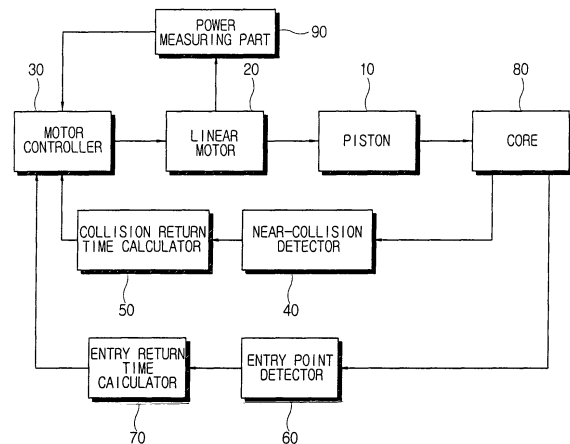 POWER
MEASURING PART
90
30
20
10
80
MOTOR
CONTROLLER
LINEAR
MOTOR
PISTON
CORE
COLLISION RETURN
TIME CALCULATOR
NEAR-COLLISION
DETECTOR
50
40
ENTRY RETURN
TIME
CAICULATOR
ENTRY POINT
DETECTOR
70
60